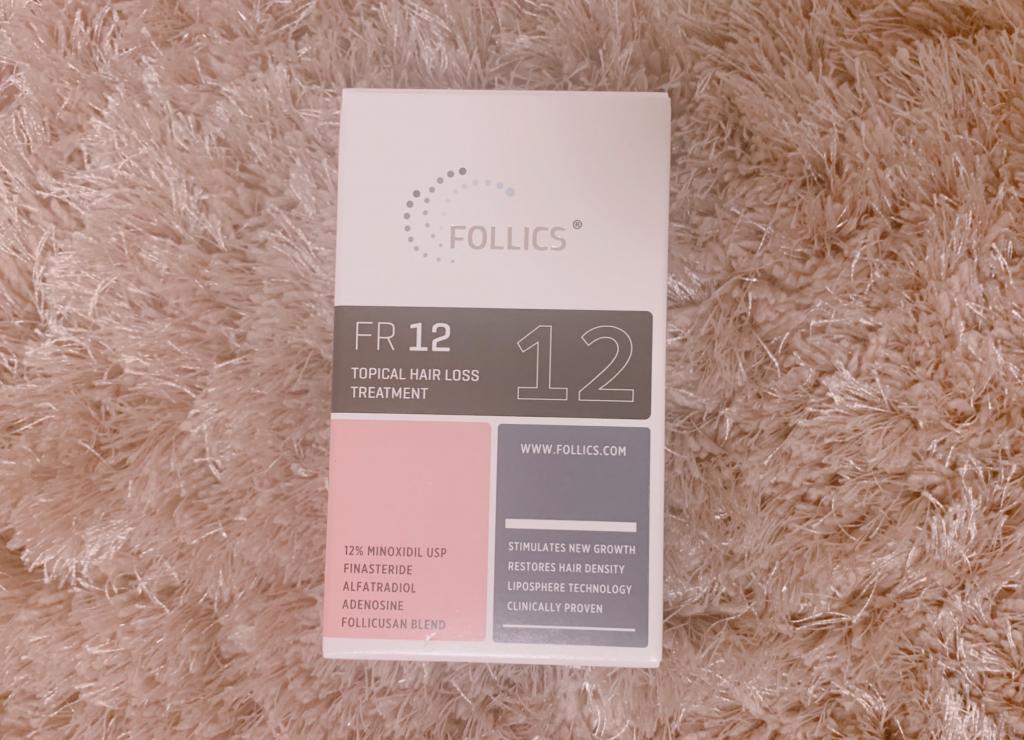 FOLLICS®
FR 12
12
TOPICAL HAIR LOSS
TREATMENT
12% MINOXIDIL USP
FINASTERIDE
ALFATRADIOL
ADENOSINE
FOLLICUSAN BLEND
WWW.FOLLICS.COM
STIMULATES NEW GROWTH
RESTORES HAIR DENSITY
LIPOSPHERE TECHNOLOGY
CLINICALLY PROVEN